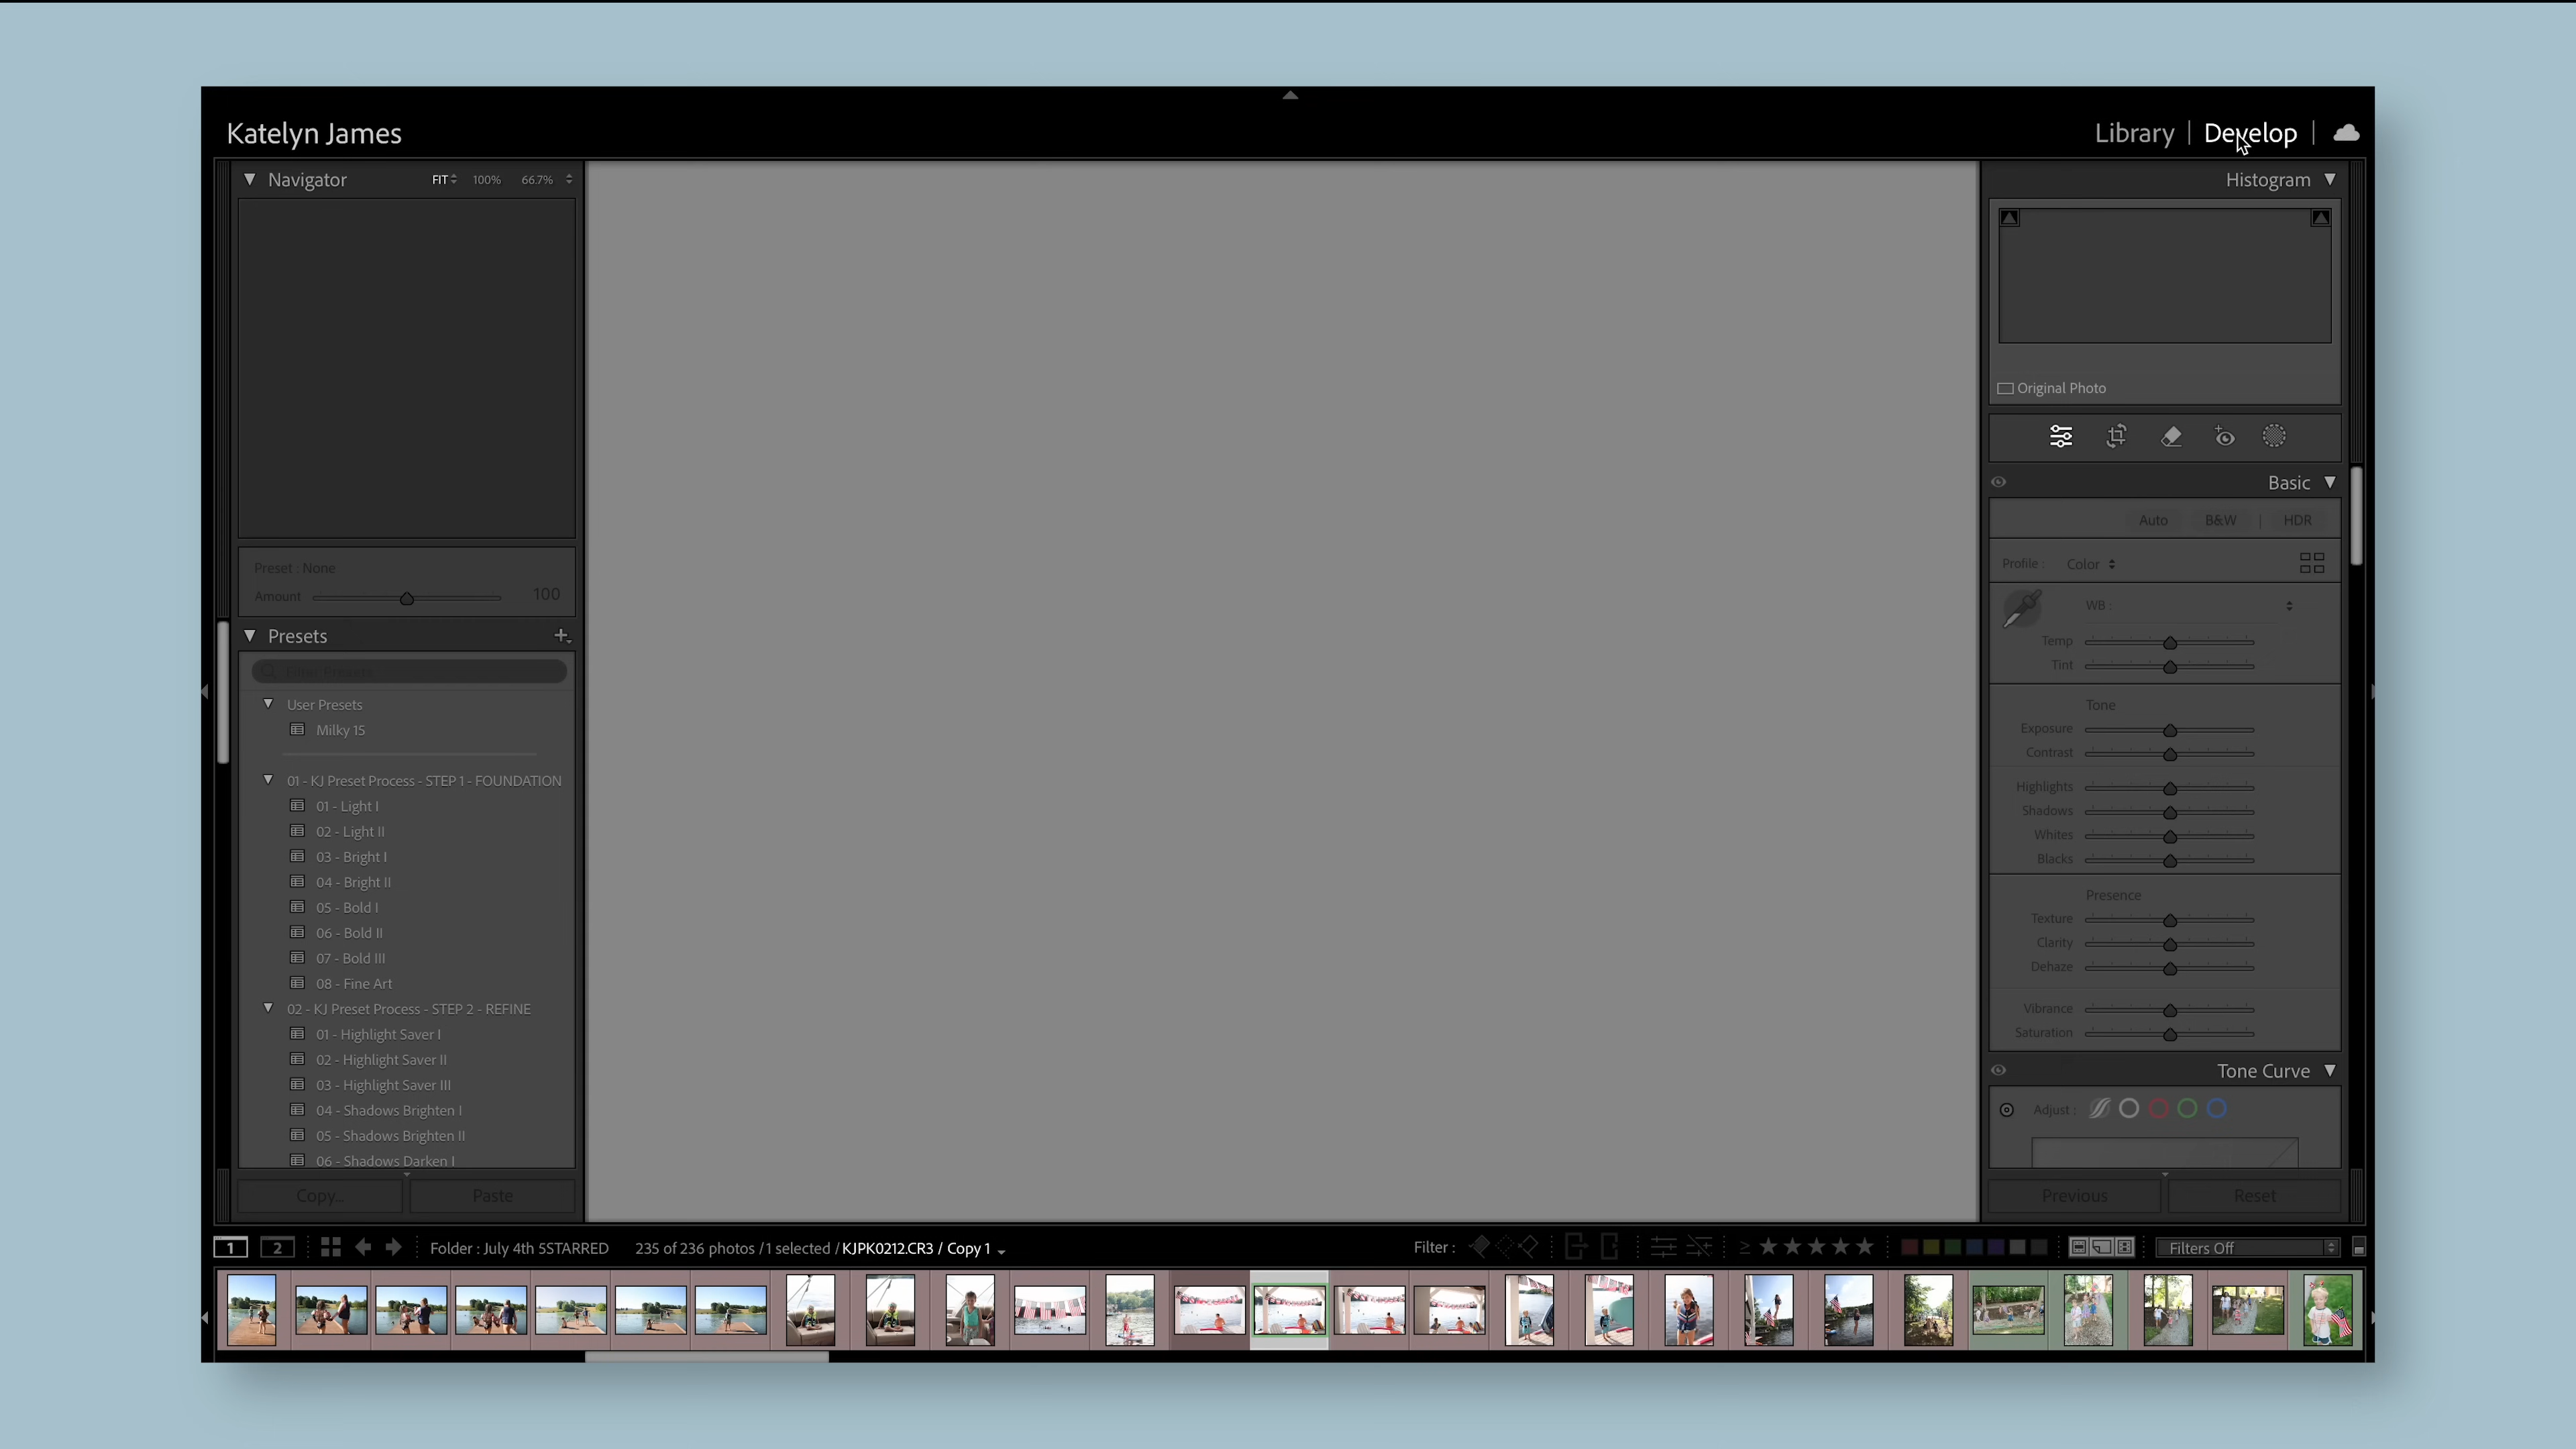 Katelyn James
Library | Develop |
Navigator FIT 100% 66.7%
Preset : None
Amount 100
Presets
User Presets
Milky 15
01 - KJ Preset Process - STEP 1 - FOUNDATION
01 - Light I
02 - Light II
03 - Bright I
04 - Bright II
05 - Bold I
06 - Bold II
07 - Bold III
08 - Fine Art
02 - KJ Preset Process - STEP 2 - REFINE
01 - Highlight Saver I
02 - Highlight Saver II
03 - Highlight Saver III
04 - Shadows Brighten I
05 - Shadows Brighten II
06 - Shadows Darken I
Copy... Paste
Histogram
Original Photo
Basic
Auto B&W | HDR
Profile : Color
WB :
Temp
Tint
Tone
Exposure
Contrast
Highlights
Shadows
Whites
Blacks
Presence
Texture
Clarity
Dehaze
Vibrance
Saturation
Tone Curve
Adjust :
Previous Reset
1 2 Folder : July 4th 5STARRED 235 of 236 photos / 1 selected / KJPK0212.CR3 / Copy 1 Filter : ≥ ★★★★★ Filters Off